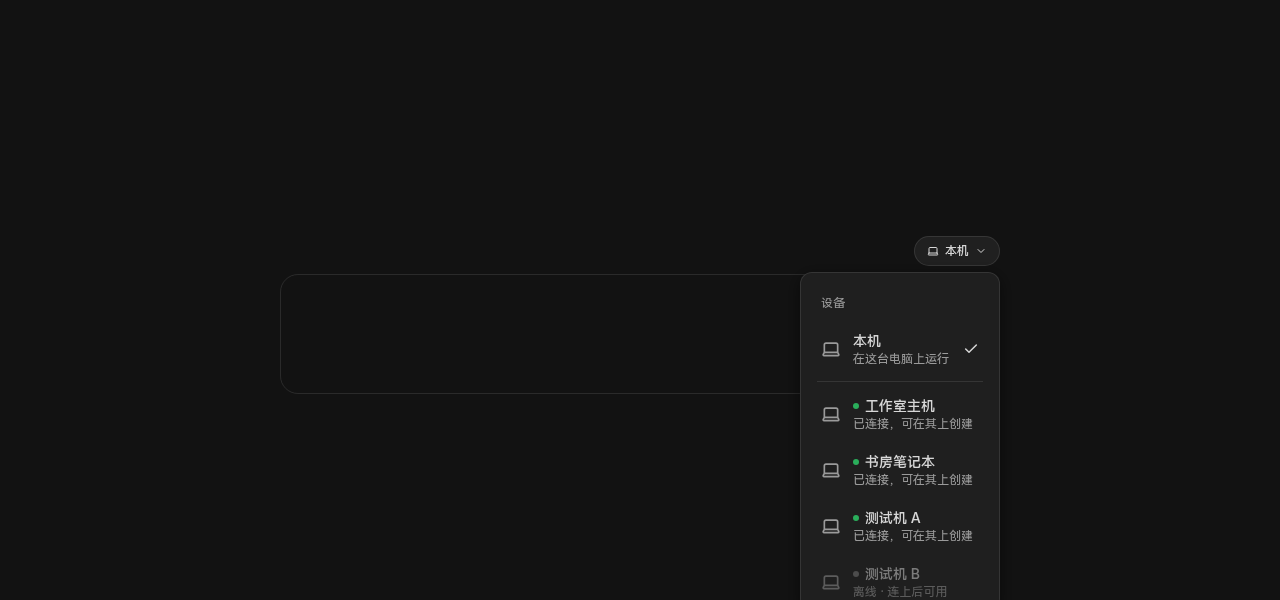 本机
设备
本机
在这台电脑上运行
工作室主机
已连接，可在其上创建
书房笔记本
已连接，可在其上创建
测试机 A
已连接，可在其上创建
测试机 B
离线 · 连上后可用